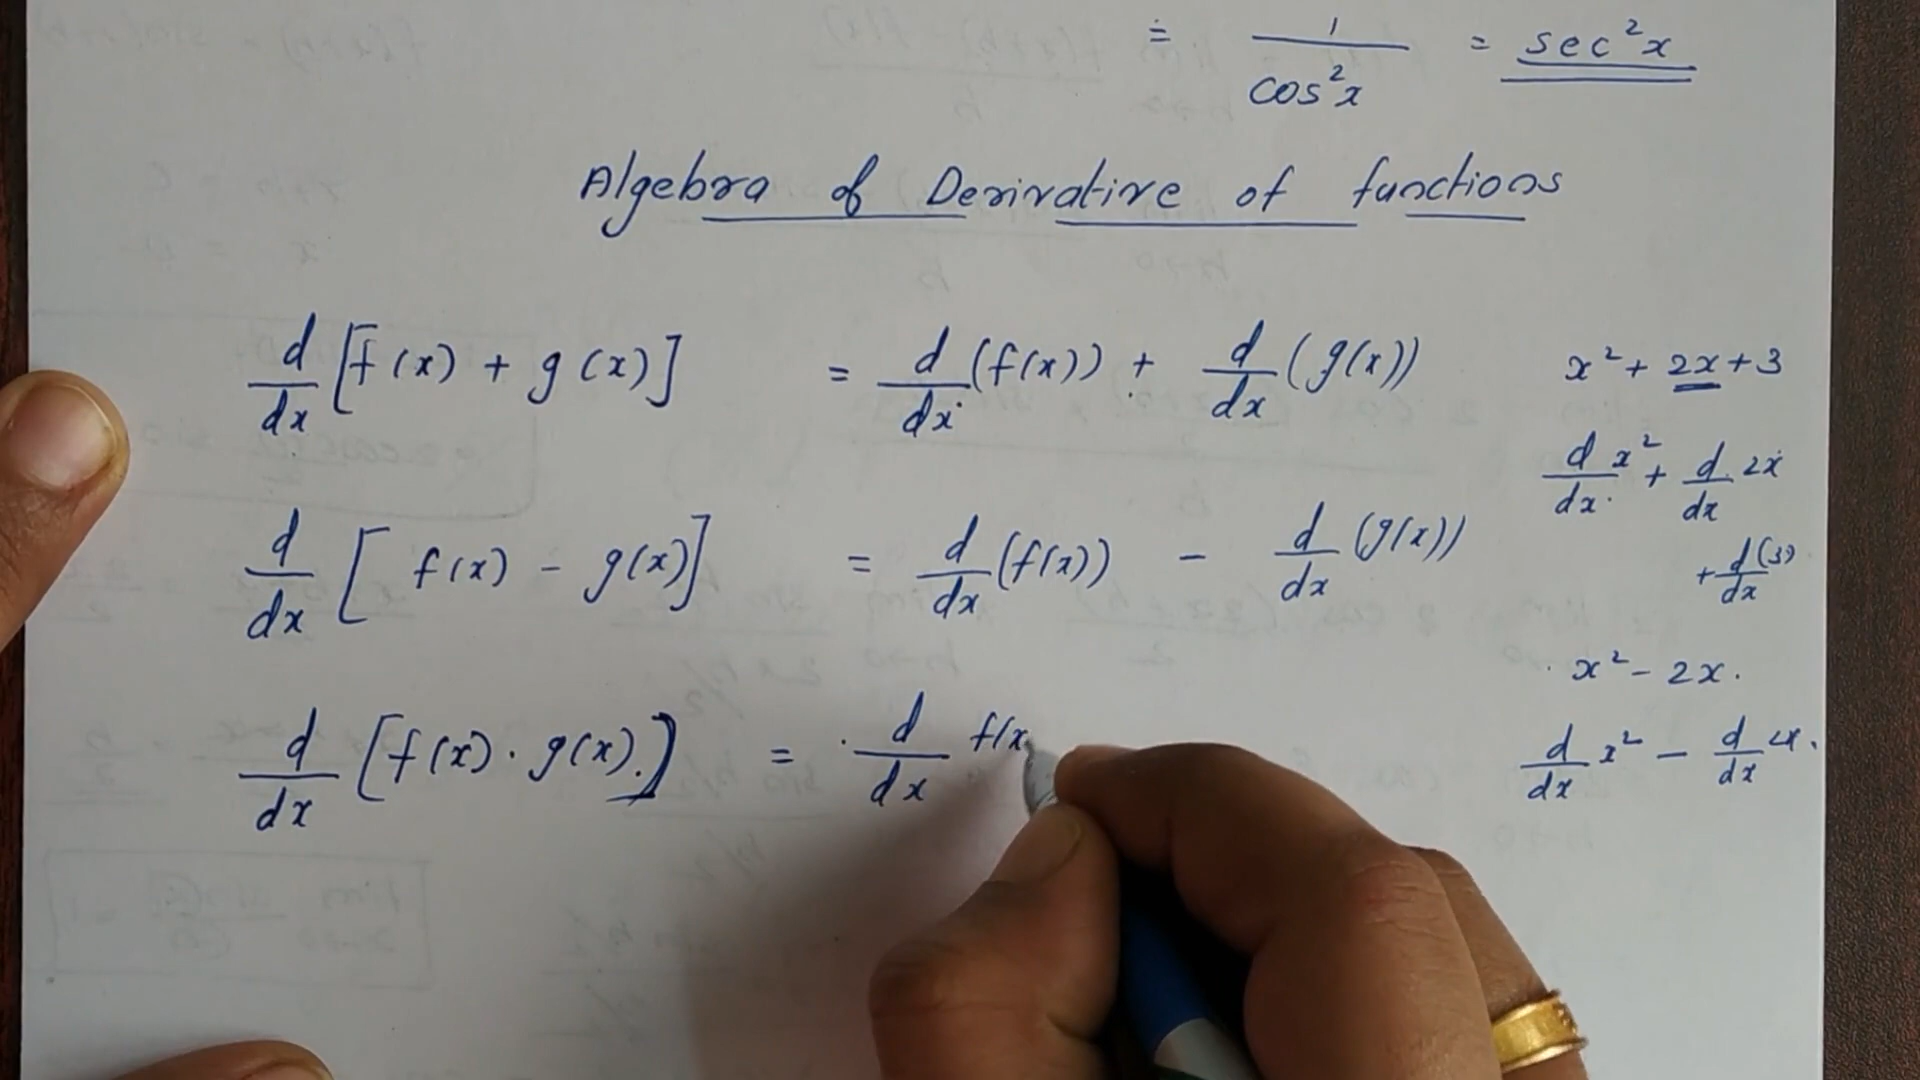 = 1/cos²x = sec²x
Algebra of Derivative of functions
d/dx [f(x) + g(x)] = d/dx (f(x)) + d/dx (g(x))
x² + 2x + 3
d/dx x² + d/dx 2x
+ d/dx (3)
d/dx [f(x) - g(x)] = d/dx (f(x)) - d/dx (g(x))
x² - 2x.
d/dx [f(x) · g(x).] = d/dx f(x
d/dx x² - d/dx